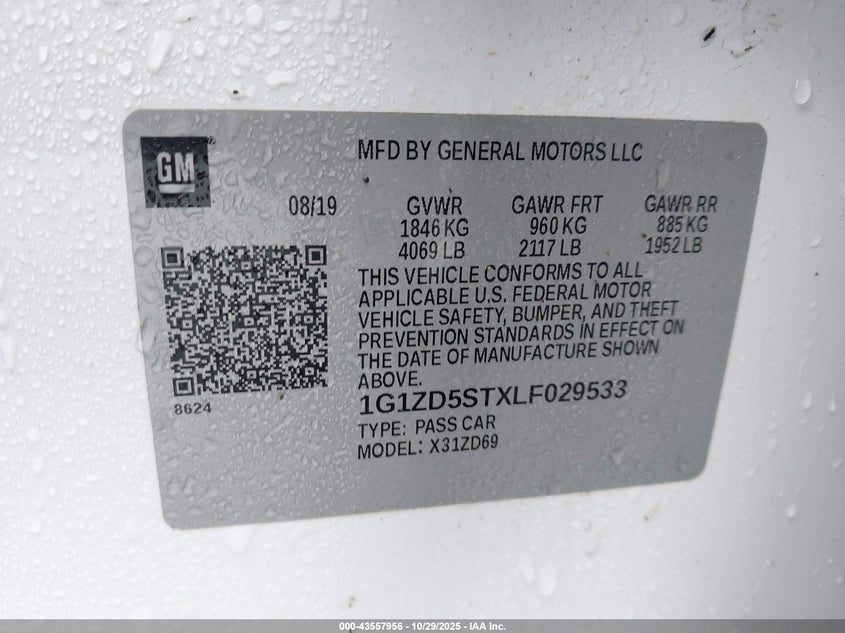 GM
MFD BY GENERAL MOTORS LLC
08/19 GVWR GAWR FRT GAWR RR
1846 KG 960 KG 885 KG
4069 LB 2117 LB 1952 LB
THIS VEHICLE CONFORMS TO ALL
APPLICABLE U.S. FEDERAL MOTOR
VEHICLE SAFETY, BUMPER, AND THEFT
PREVENTION STANDARDS IN EFFECT ON
THE DATE OF MANUFACTURE SHOWN
ABOVE.
8624
1G1ZD5STXLF029533
TYPE: PASS CAR
MODEL: X31ZD69
000-43557956 - 10/29/2025 - IAA Inc.